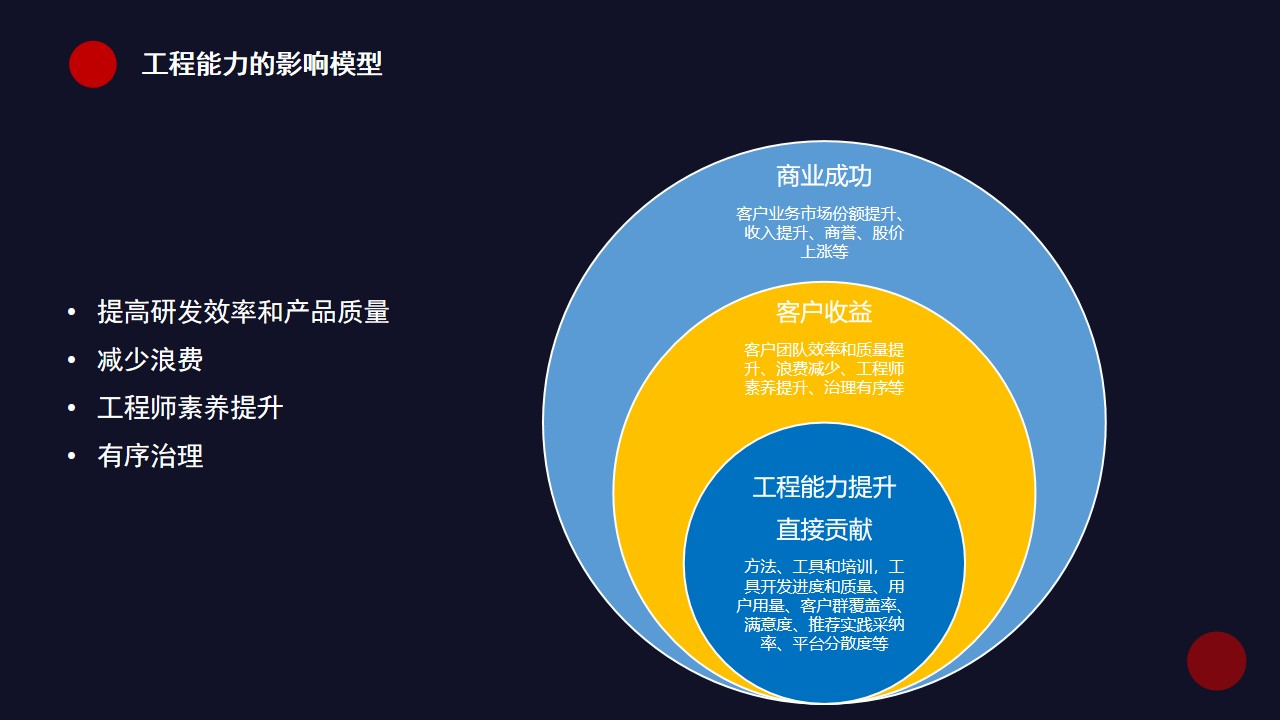 工程能力的影响模型
商业成功
客户业务市场份额提升、
收入提升、商誉、股价
上涨等
• 提高研发效率和产品质量
• 减少浪费
• 工程师素养提升
• 有序治理
客户收益
客户团队效率和质量提
升、浪费减少、工程师
素养提升、治理有序等
工程能力提升
直接贡献
方法、工具和培训，工
具开发进度和质量、用
户用量、客户群覆盖率、
满意度、推荐实践采纳
率、平台分散度等